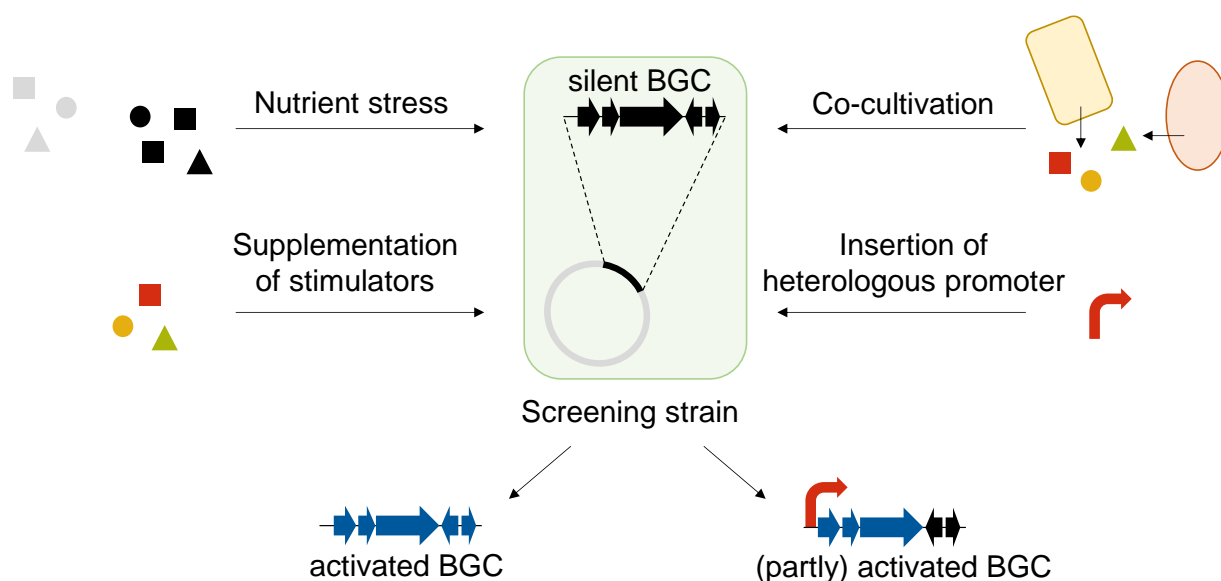 silent BGC
Nutrient stress
Co-cultivation
Supplementation
of stimulators
Insertion of
heterologous promoter
Screening strain
activated BGC
(partly) activated BGC